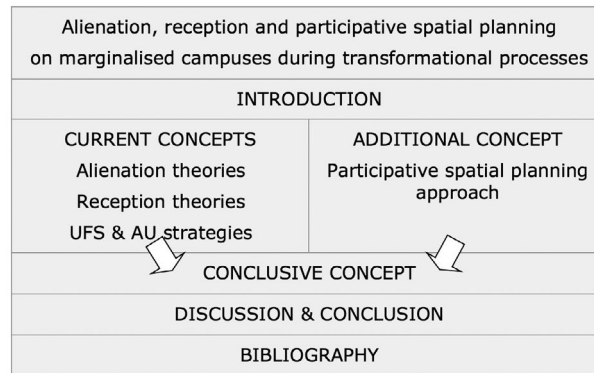 Alienation, reception and participative spatial planning
on marginalised campuses during transformational processes
INTRODUCTION
CURRENT CONCEPTS
Alienation theories
Reception theories
UFS & AU strategies
ADDITIONAL CONCEPT
Participative spatial planning
approach
CONCLUSIVE CONCEPT
DISCUSSION & CONCLUSION
BIBLIOGRAPHY